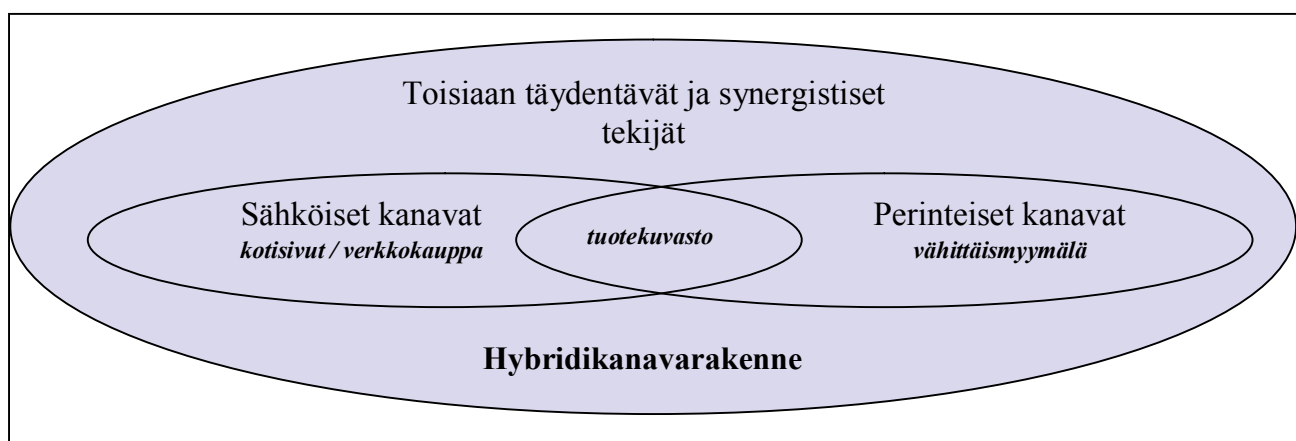 Toisiaan täydentävät ja synergistiset
tekijät
Sähköiset kanavat
kotisivut / verkkokauppa
tuotekuvasto
Perinteiset kanavat
vähittäismyymälä
Hybridikanavarakenne